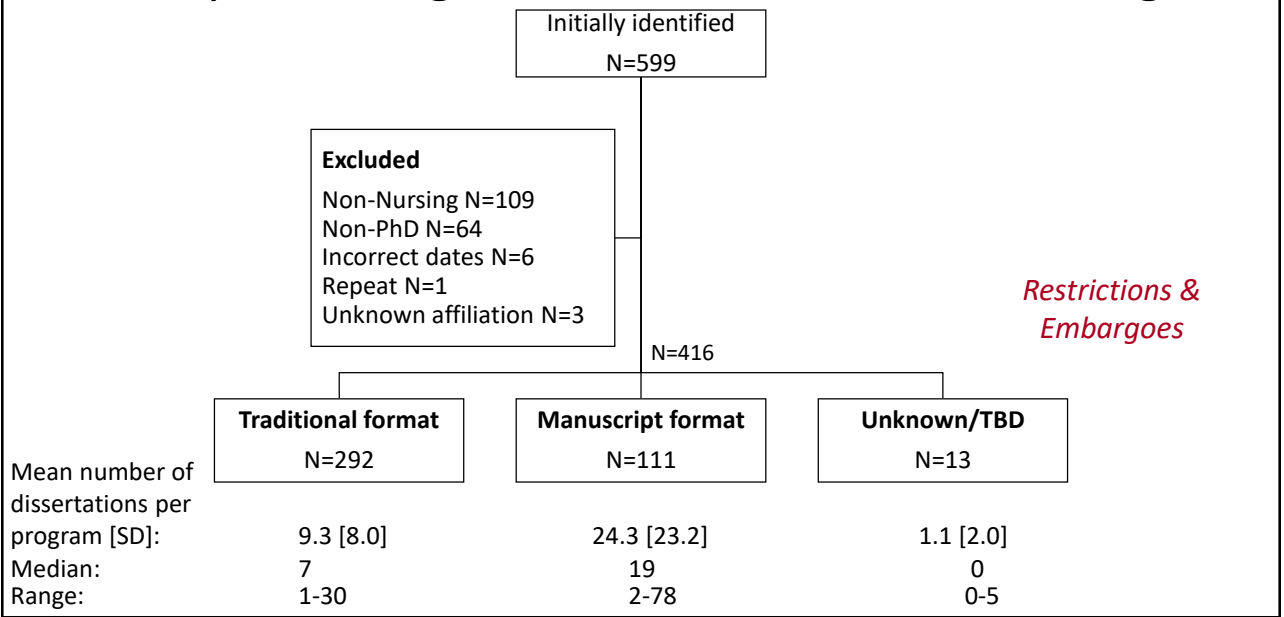 Initially identified
N=599
Excluded
Non-Nursing N=109
Non-PhD N=64
Incorrect dates N=6
Repeat N=1
Unknown affiliation N=3
Restrictions &
Embargoes
N=416
Traditional format
N=292
Manuscript format
N=111
Unknown/TBD
N=13
Mean number of
dissertations per
program [SD]: 9.3 [8.0] 24.3 [23.2] 1.1 [2.0]
Median: 7 19 0
Range: 1-30 2-78 0-5